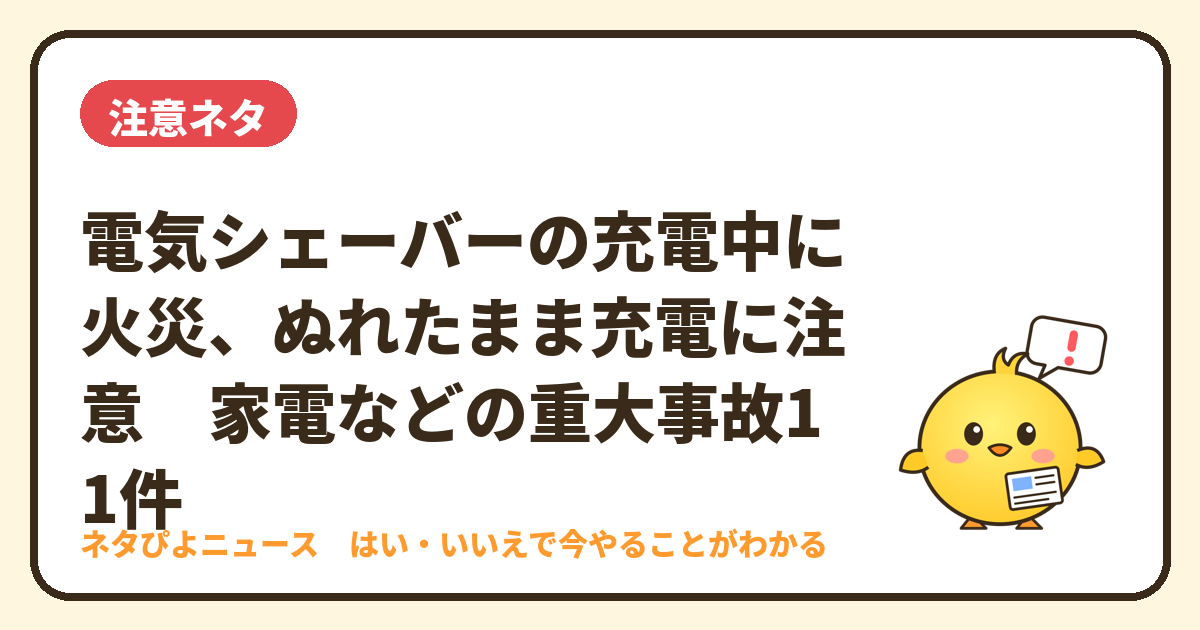 注意ネタ
電気シェーバーの充電中に
火災、ぬれたまま充電に注
意　家電などの重大事故1
1件
ネタぴよニュース　はい・いいえで今やることがわかる
!